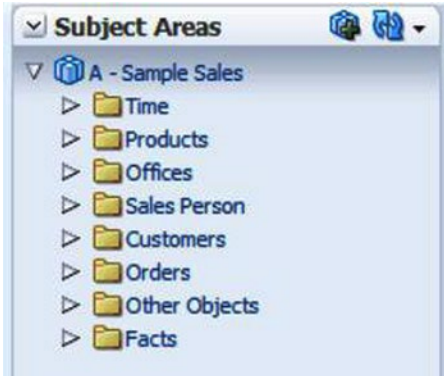 Subject Areas
A - Sample Sales
Time
Products
Offices
Sales Person
Customers
Orders
Other Objects
Facts